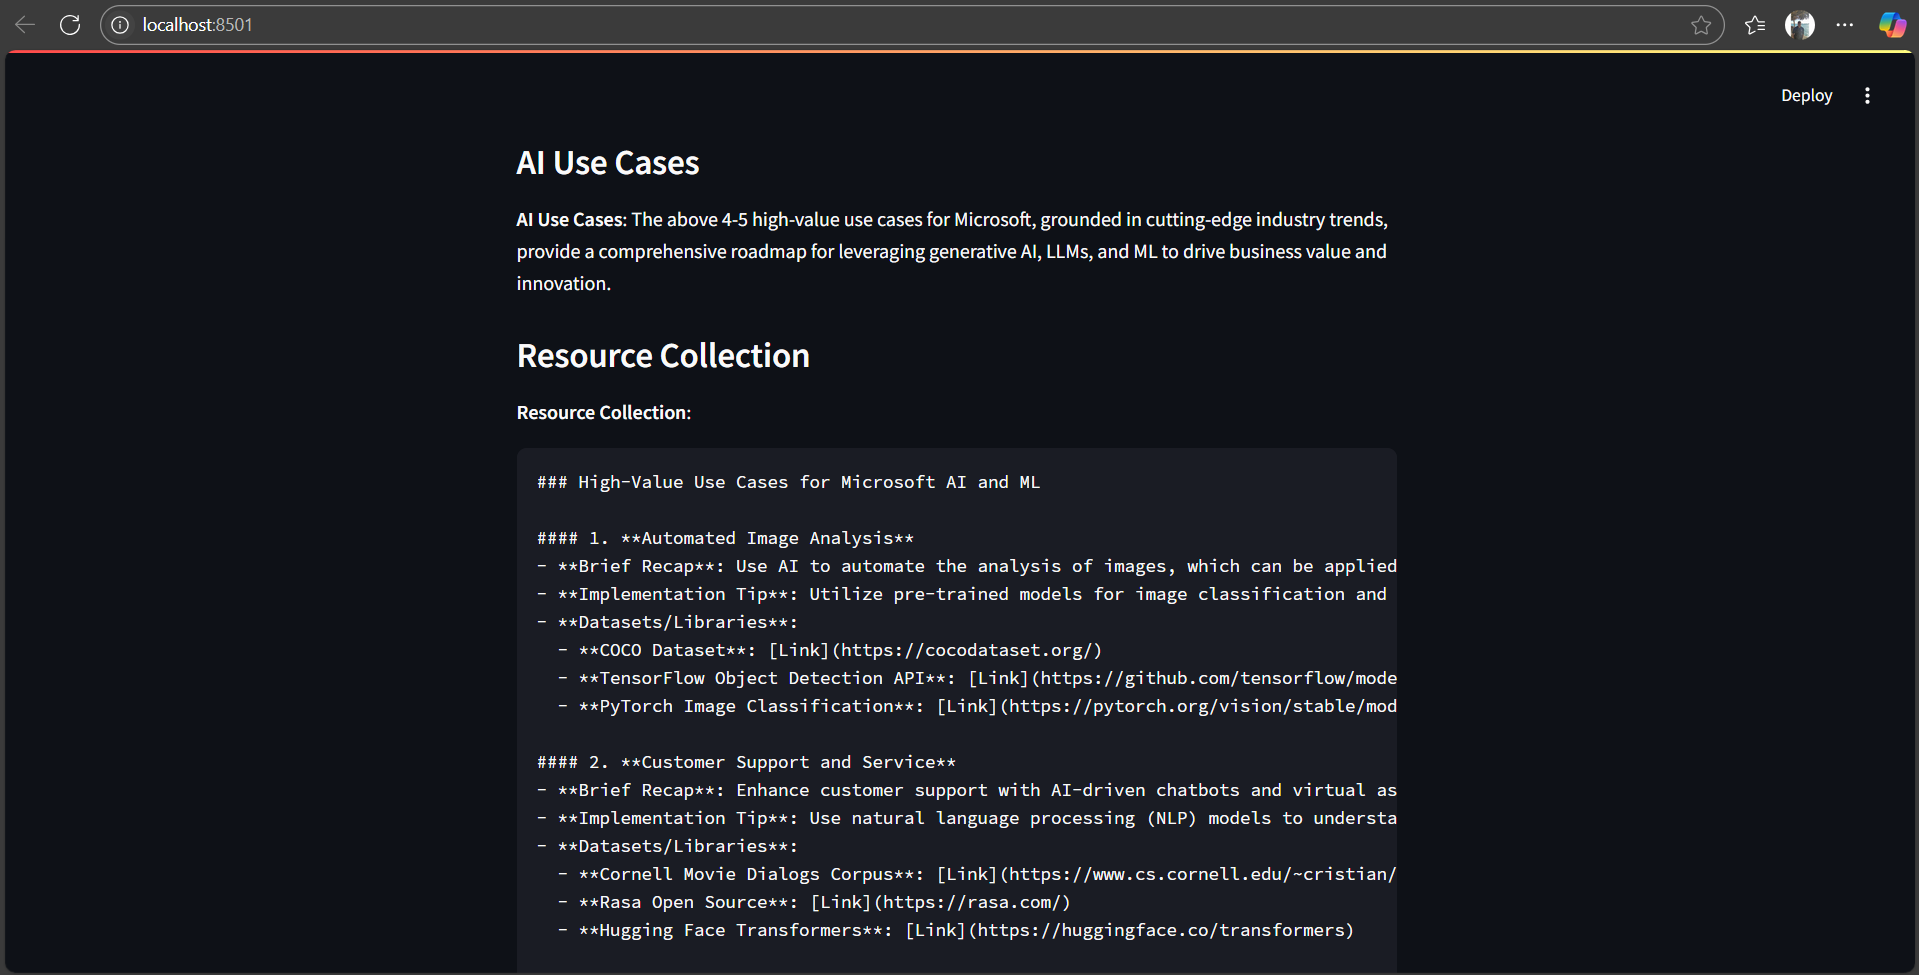 localhost:8501
Deploy
AI Use Cases
AI Use Cases: The above 4-5 high-value use cases for Microsoft, grounded in cutting-edge industry trends,
provide a comprehensive roadmap for leveraging generative AI, LLMs, and ML to drive business value and
innovation.
Resource Collection
Resource Collection:
### High-Value Use Cases for Microsoft AI and ML
#### 1. **Automated Image Analysis**
- **Brief Recap**: Use AI to automate the analysis of images, which can be applied
- **Implementation Tip**: Utilize pre-trained models for image classification and
- **Datasets/Libraries**:
  - **COCO Dataset**: [Link](https://cocodataset.org/)
  - **TensorFlow Object Detection API**: [Link](https://github.com/tensorflow/mode
  - **PyTorch Image Classification**: [Link](https://pytorch.org/vision/stable/mod
#### 2. **Customer Support and Service**
- **Brief Recap**: Enhance customer support with AI-driven chatbots and virtual as
- **Implementation Tip**: Use natural language processing (NLP) models to understa
- **Datasets/Libraries**:
  - **Cornell Movie Dialogs Corpus**: [Link](https://www.cs.cornell.edu/~cristian/
  - **Rasa Open Source**: [Link](https://rasa.com/)
  - **Hugging Face Transformers**: [Link](https://huggingface.co/transformers)